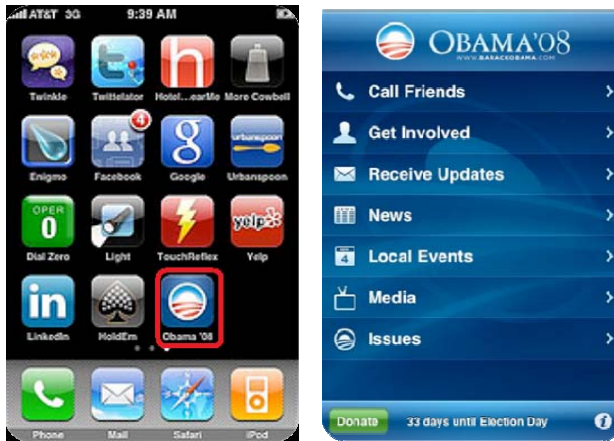 AT&T 3G 9:39 AM
Twinkle Twittelator Hotel...earMe More Cowbell
4
urbanspoon
Enigmo Facebook Google Urbanspoon
OPER
0 yelp
Dial Zero Light TouchReflex Yelp
in
LinkedIn HoldEm Obama '08
Phone Mail Safari iPod
OBAMA'08
WWW.BARACKOBAMA.COM
Call Friends
Get Involved
Receive Updates
News
4 Local Events
Media
Issues
Donate 33 days until Election Day i